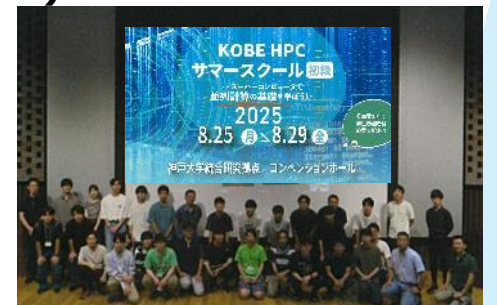 KOBE HPC
サマースクール 初級
-スーパーコンピュータで
並列計算の基礎を学ぼう-
2025
8.25 月 > 8.29 金
神戸大学統合研究拠点 コンベンションホール